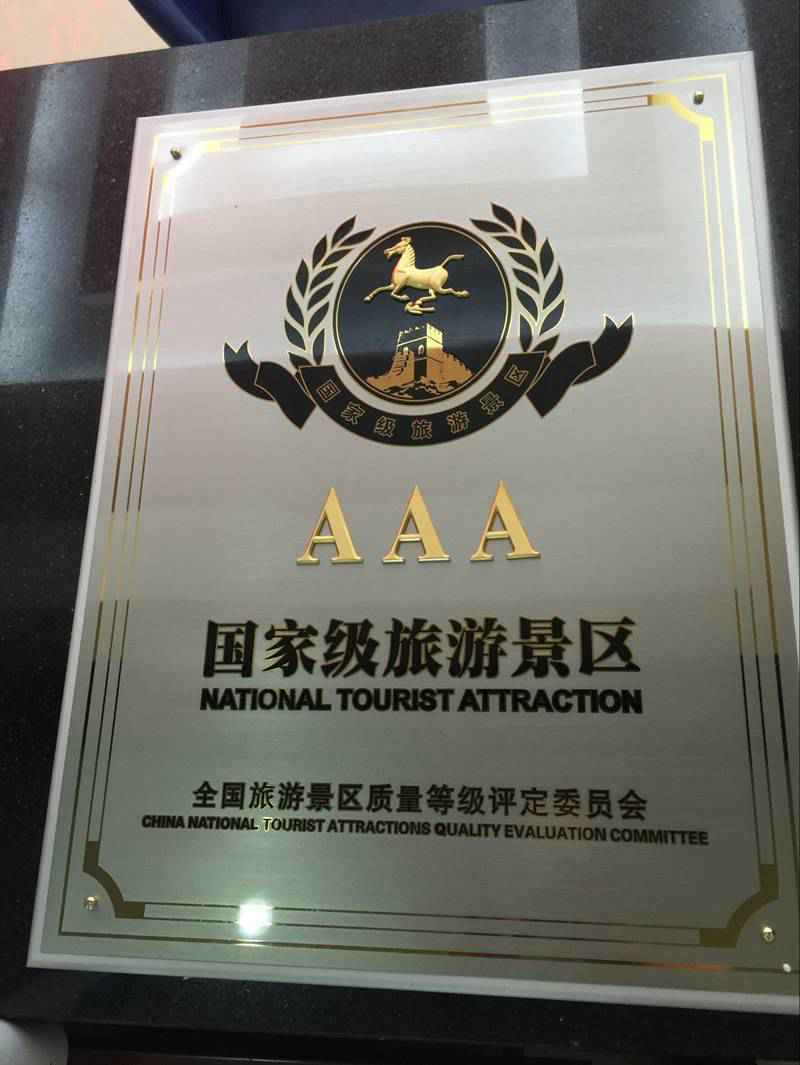 国家级旅游景区
AAA
国家级旅游景区
NATIONAL TOURIST ATTRACTION
全国旅游景区质量等级评定委员会
CHINA NATIONAL TOURIST ATTRACTIONS QUALITY EVALUATION COMMITTEE